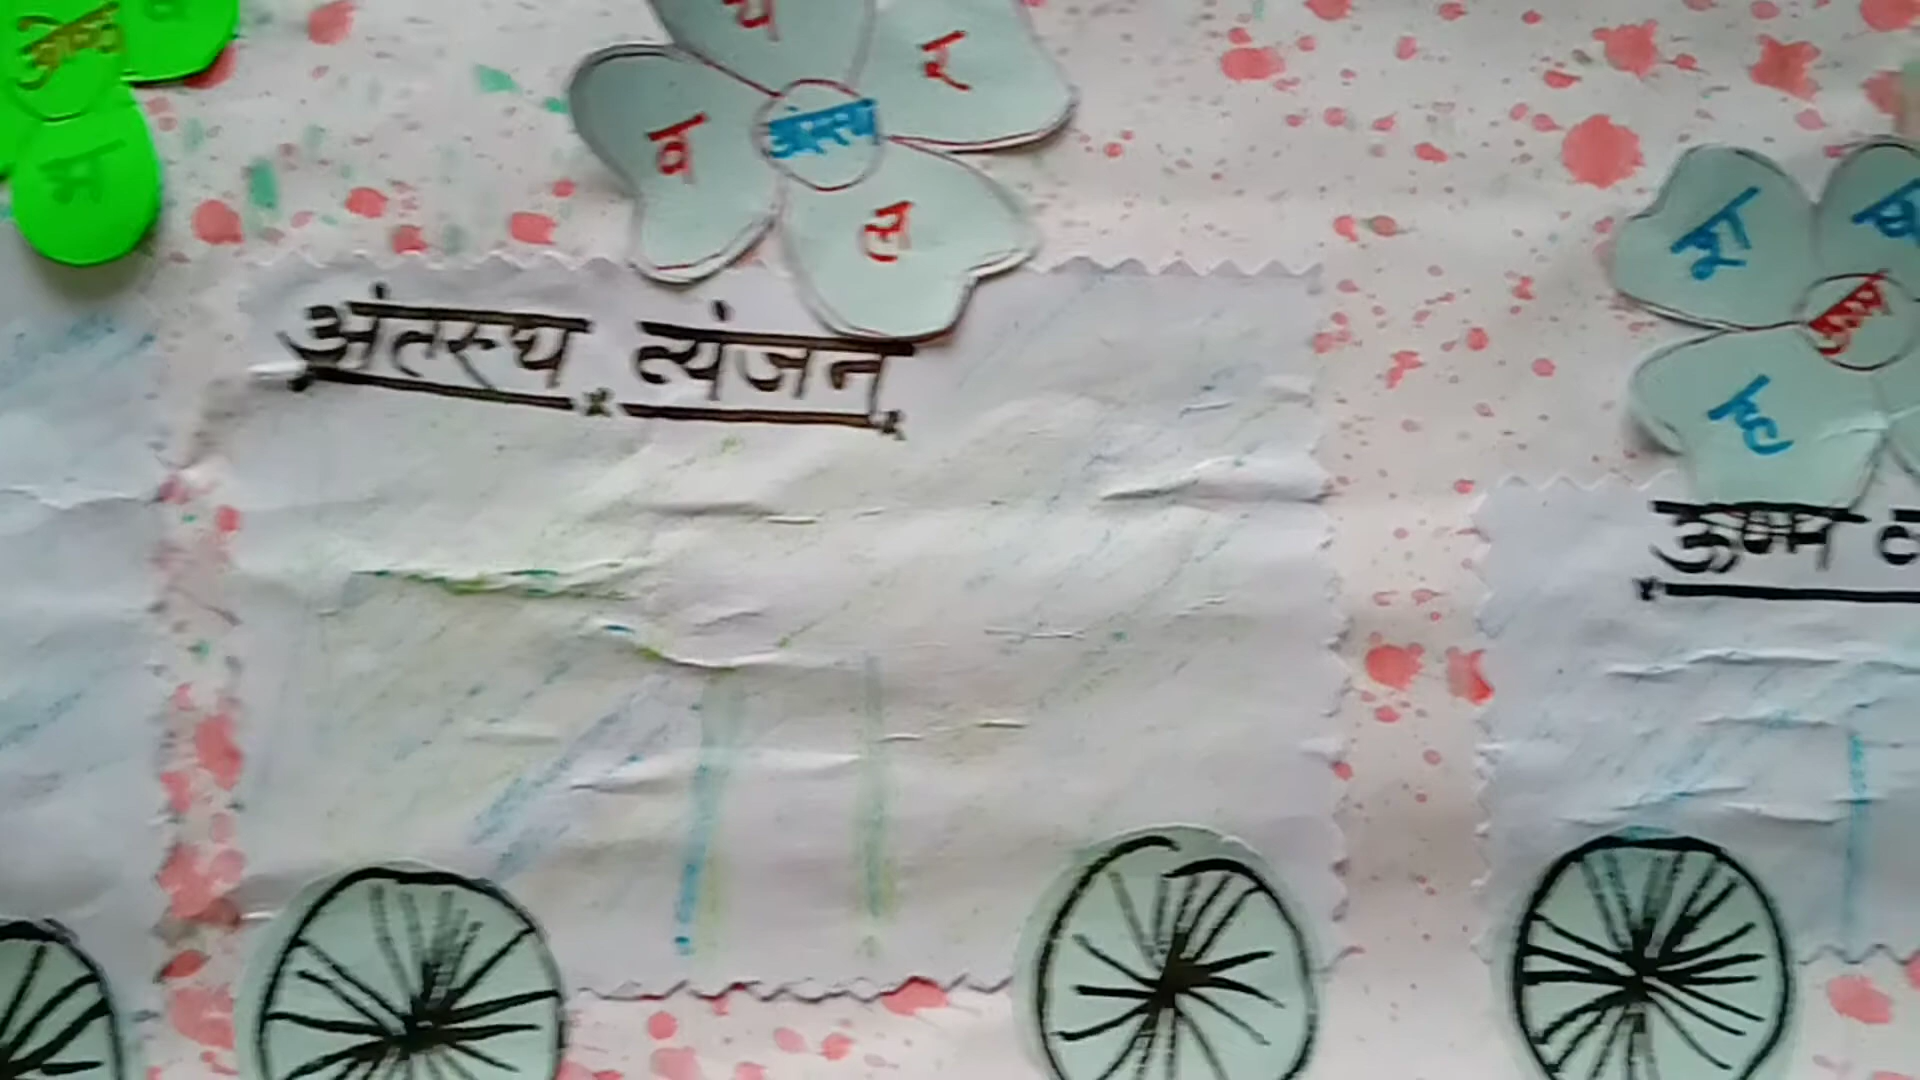 य
र
व
अंतस्थ
ल
अंतस्थ व्यंजन
श
ष
ऊष्म
ह
ऊष्म व